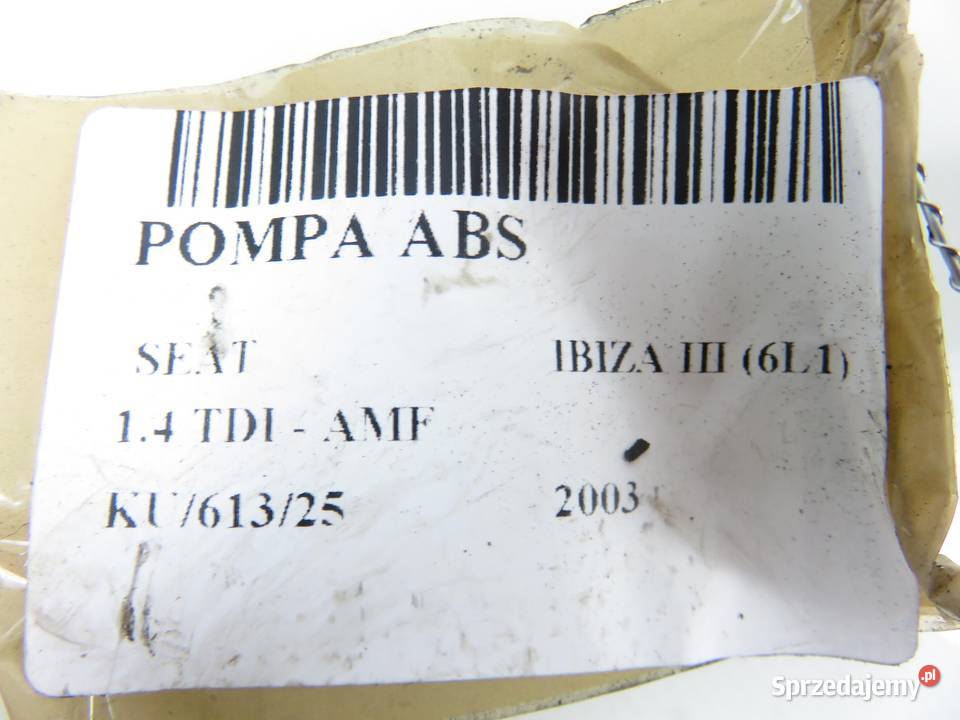 POMPA ABS
SEAT IBIZA III (6L1)
1.4 TDI - AMF
KU/613/25 2003
Sprzedajemy.pl